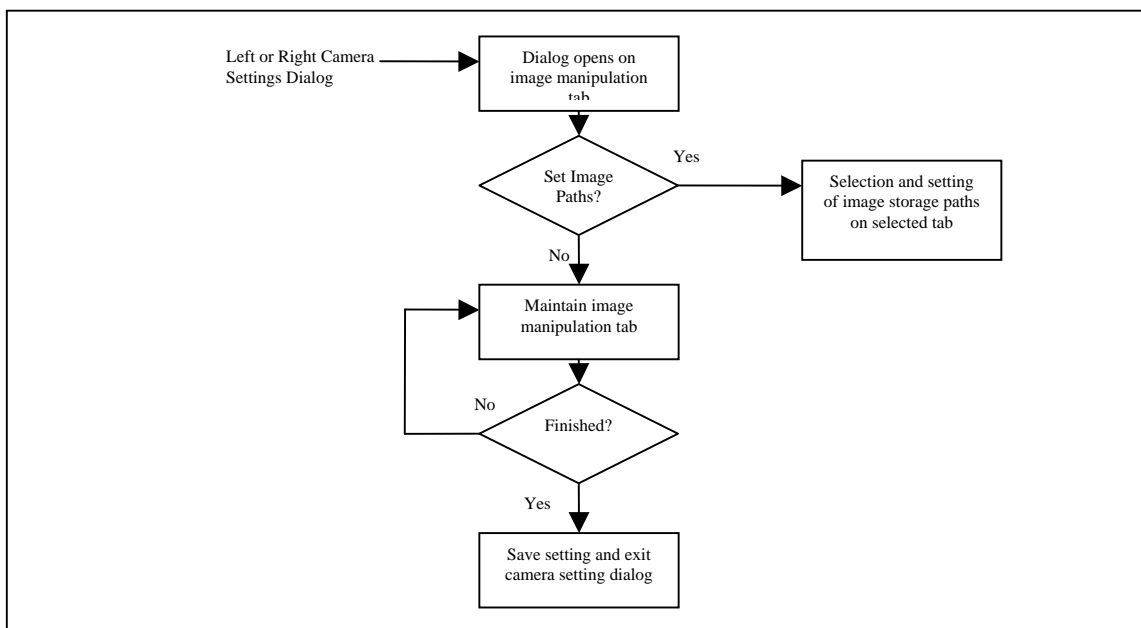 Left or Right Camera
Settings Dialog
Dialog opens on
image manipulation
tab
Set Image
Paths?
Yes
Selection and setting
of image storage paths
on selected tab
No
Maintain image
manipulation tab
No
Finished?
Yes
Save setting and exit
camera setting dialog